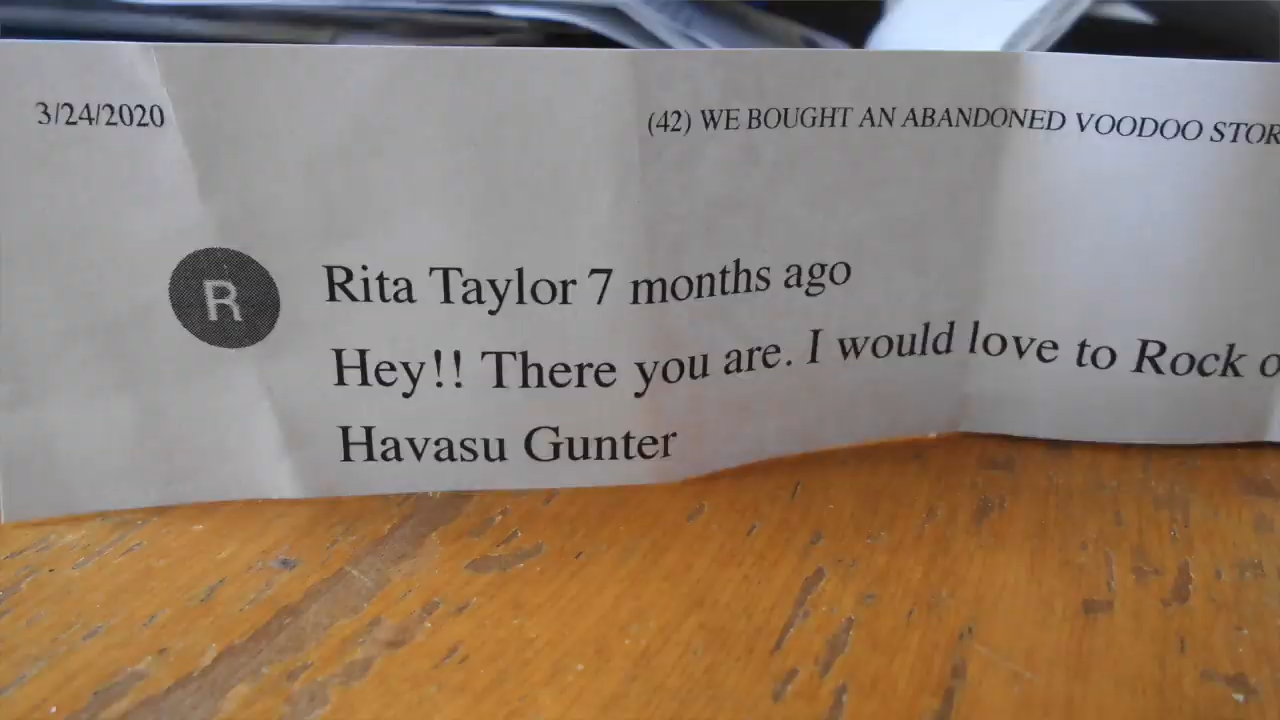 3/24/2020
(42) WE BOUGHT AN ABANDONED VOODOO
R
Rita Taylor 7 months ago
Hey!! There you are. I would love to Rock
Havasu Gunter